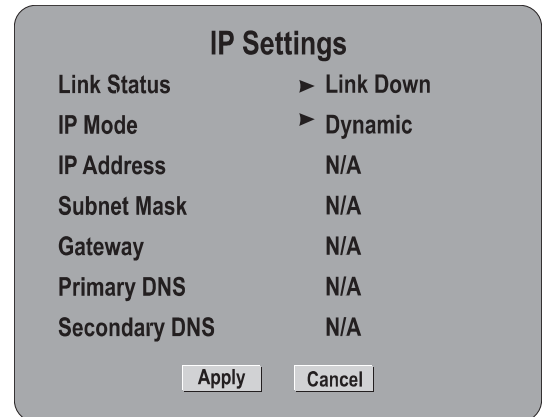 IP Settings
Link Status ► Link Down
IP Mode ► Dynamic
IP Address N/A
Subnet Mask N/A
Gateway N/A
Primary DNS N/A
Secondary DNS N/A
Apply Cancel